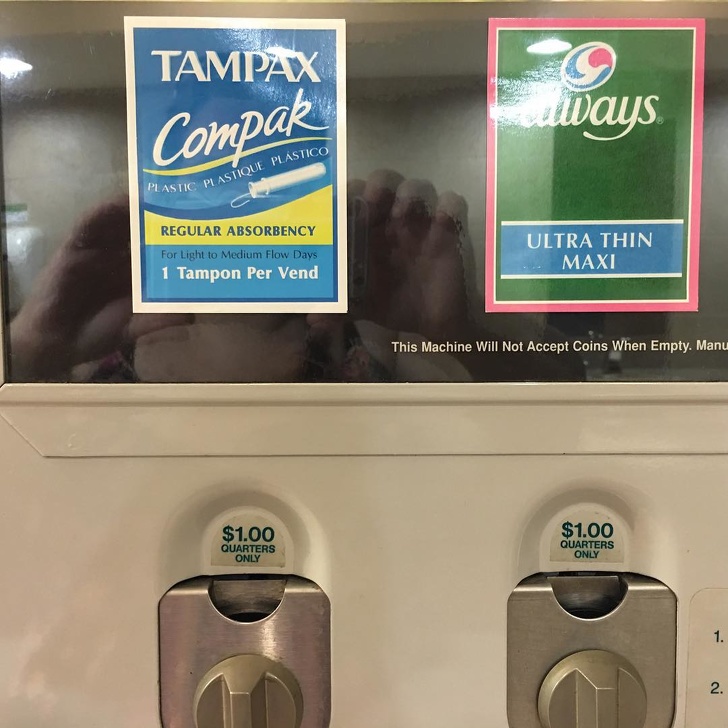 TAMPAX
Compak
PLASTIC PLASTIQUE PLÁSTICO
REGULAR ABSORBENCY
For Light to Medium Flow Days
1 Tampon Per Vend
always
ULTRA THIN
MAXI
This Machine Will Not Accept Coins When Empty. Manu
$1.00
QUARTERS
ONLY
$1.00
QUARTERS
ONLY
1.
2.